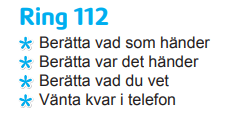 Ring 112
* Berätta vad som händer
* Berätta var det händer
* Berätta vad du vet
* Vänta kvar i telefon